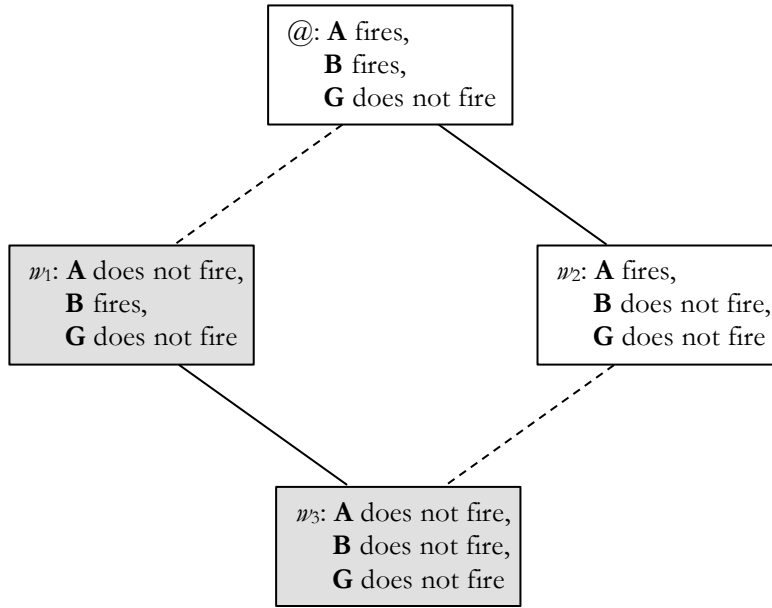 @: A fires,
B fires,
G does not fire
w₁: A does not fire,
B fires,
G does not fire
w₂: A fires,
B does not fire,
G does not fire
w₃: A does not fire,
B does not fire,
G does not fire